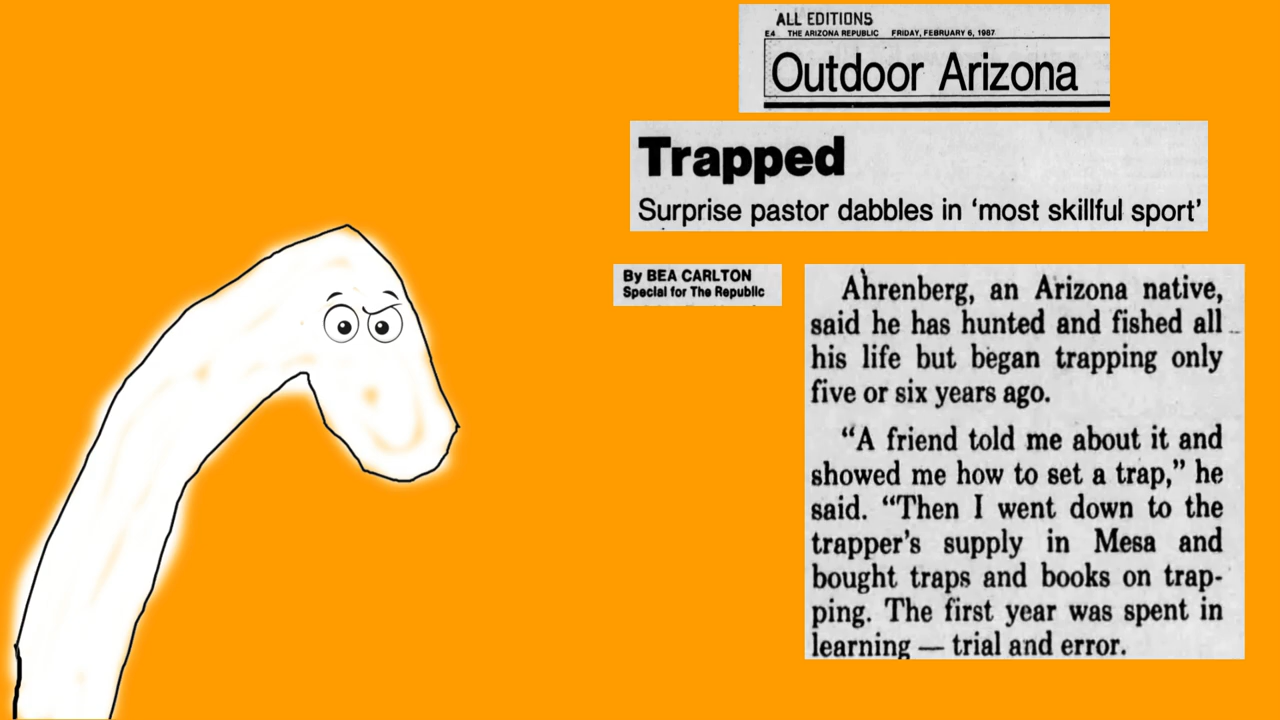 ALL EDITIONS
E4 THE ARIZONA REPUBLIC FRIDAY, FEBRUARY 6, 1987
Outdoor Arizona
Trapped
Surprise pastor dabbles in ‘most skillful sport’
By BEA CARLTON
Special for The Republic
Ahrenberg, an Arizona native,
said he has hunted and fished all
his life but began trapping only
five or six years ago.
“A friend told me about it and
showed me how to set a trap,” he
said. “Then I went down to the
trapper’s supply in Mesa and
bought traps and books on trap-
ping. The first year was spent in
learning — trial and error.